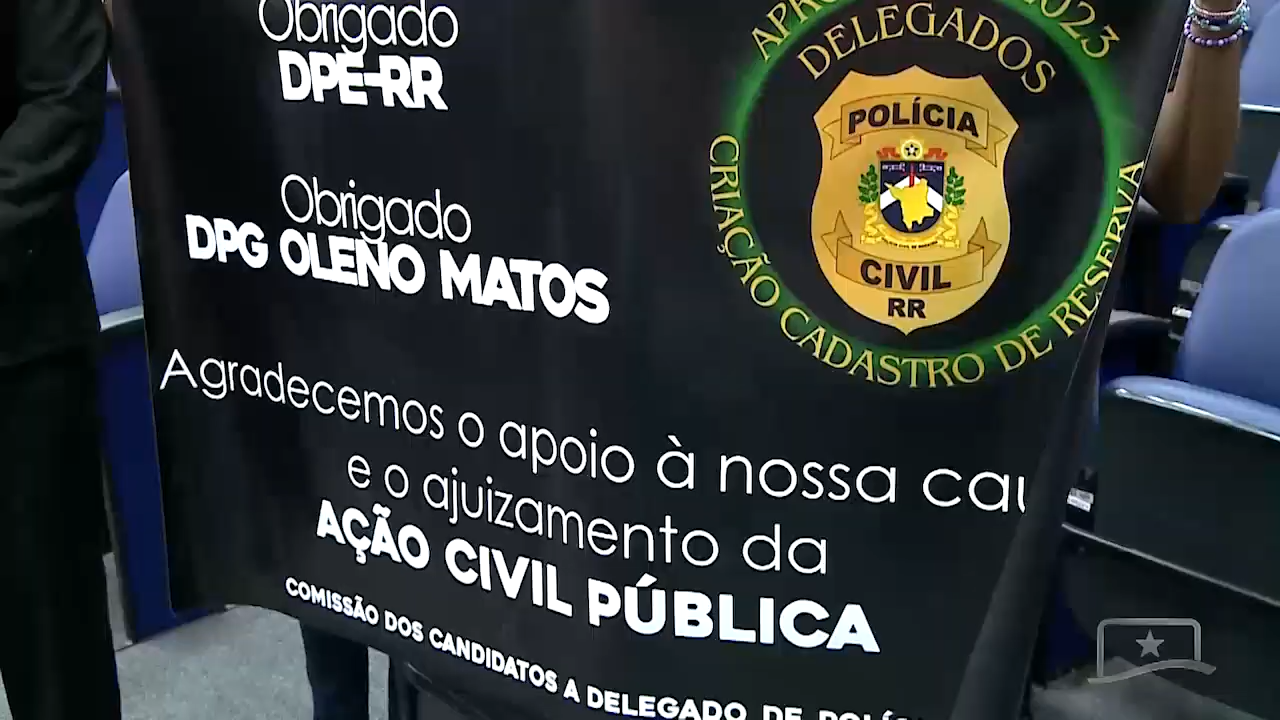 Obrigado
DPE-RR
Obrigado
DPG OLENO MATOS
Agradecemos o apoio à nossa
e o ajuizamento da
AÇÃO CIVIL PÚBLICA
COMISSÃO DOS CANDIDATOS A DELEGADO DE
2023
DELEGADOS
POLÍCIA
CIVIL
RR
CRIAÇÃO CADASTRO DE RESERVA